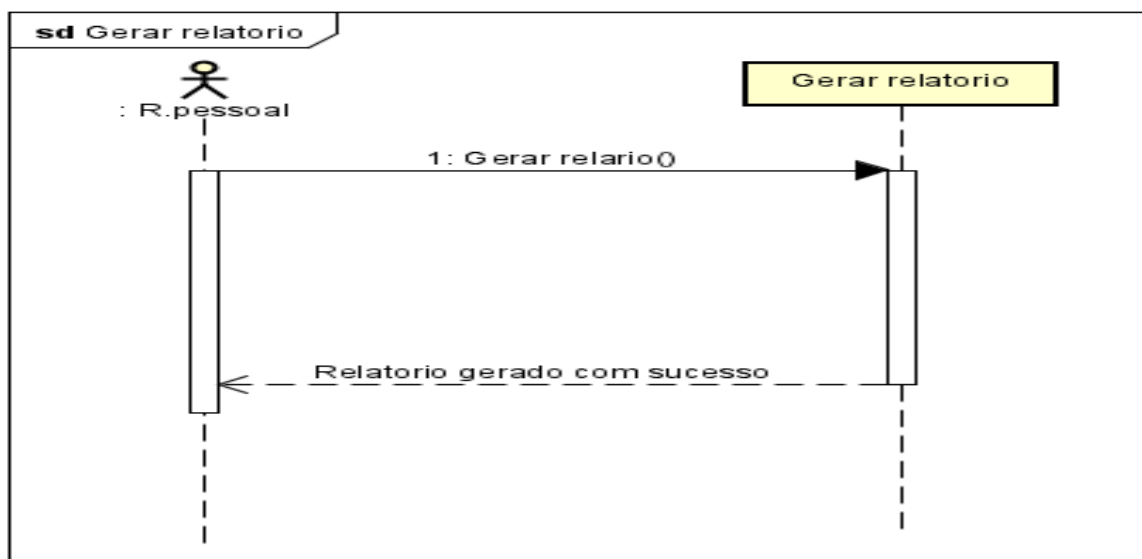 sd Gerar relatorio
: R.pessoal
Gerar relatorio
1: Gerar relario()
Relatorio gerado com sucesso